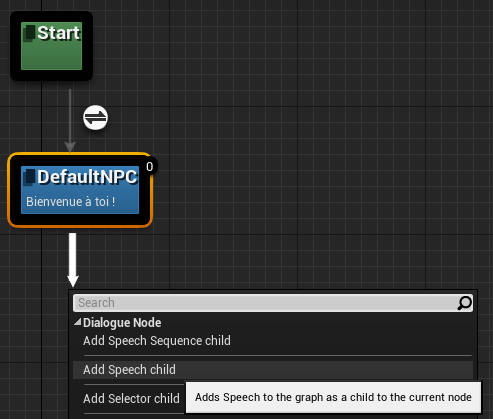 Start
0
DefaultNPC
Bienvenue à toi !
Search
Dialogue Node
Add Speech Sequence child
Add Speech child
Add Selector child
Adds Speech to the graph as a child to the current node